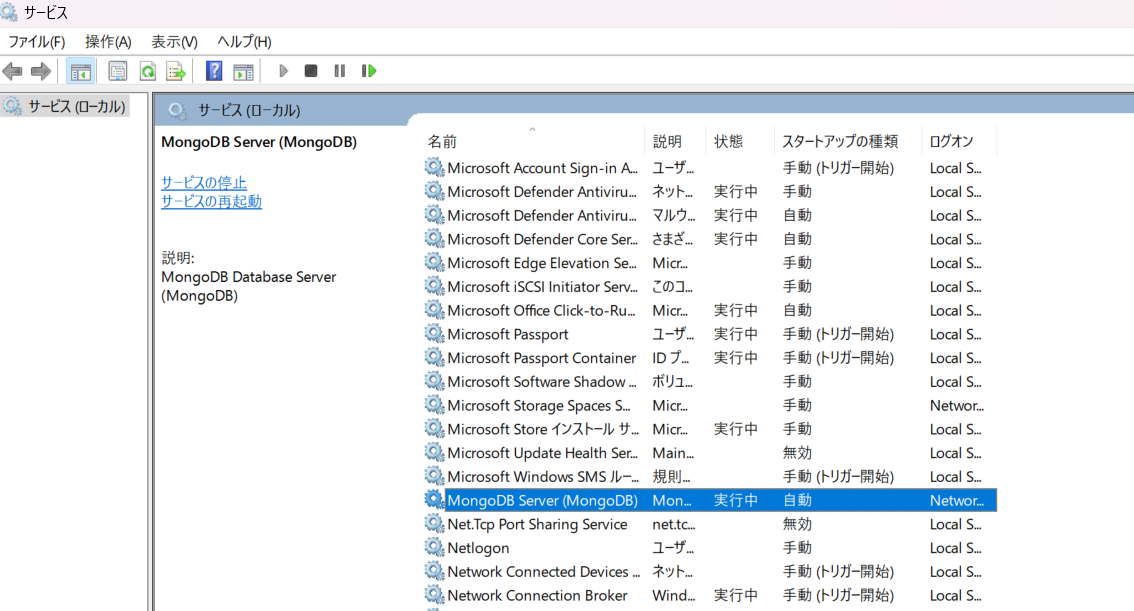 サービス
ファイル(F) 操作(A) 表示(V) ヘルプ(H)
サービス (ローカル)
サービス (ローカル)
MongoDB Server (MongoDB)
サービスの停止
サービスの再起動
説明:
MongoDB Database Server
(MongoDB)
名前 説明 状態 スタートアップの種類 ログオン
Microsoft Account Sign-in A... ユーザ... 手動 (トリガー開始) Local S...
Microsoft Defender Antiviru... ネット... 実行中 手動 Local S...
Microsoft Defender Antiviru... マルウ... 実行中 自動 Local S...
Microsoft Defender Core Ser... さまざ... 実行中 自動 Local S...
Microsoft Edge Elevation Se... Micr... 手動 Local S...
Microsoft iSCSI Initiator Serv... このコ... 手動 Local S...
Microsoft Office Click-to-Ru... Micr... 実行中 自動 Local S...
Microsoft Passport ユーザ... 実行中 手動 (トリガー開始) Local S...
Microsoft Passport Container ID プ... 実行中 手動 (トリガー開始) Local S...
Microsoft Software Shadow ... ボリュ... 手動 Local S...
Microsoft Storage Spaces S... Micr... 手動 Networ...
Microsoft Store インストール サ... Micr... 実行中 手動 Local S...
Microsoft Update Health Ser... Main... 無効 Local S...
Microsoft Windows SMS ルー... 規則... 手動 (トリガー開始) Local S...
MongoDB Server (MongoDB) Mon... 実行中 自動 Networ...
Net.Tcp Port Sharing Service net.tc... 無効 Local S...
Netlogon ユーザ... 手動 Local S...
Network Connected Devices ... ネット... 手動 (トリガー開始) Local S...
Network Connection Broker Wind... 実行中 手動 (トリガー開始) Local S...